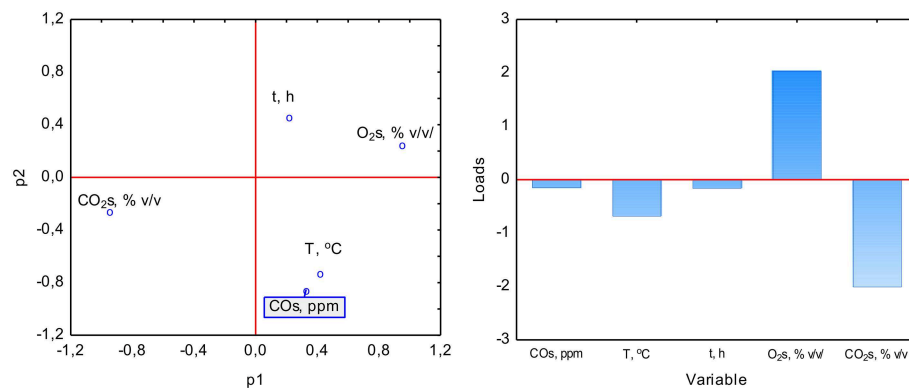 1,2
0,8
0,4
0,0
-0,4
-0,8
-1,2
p2
t, h
O₂s, % v/v/
CO₂s, % v/v
T, ºC
COs, ppm
-1,2 -0,8 -0,4 0,0 0,4 0,8 1,2
p1
3
2
1
0
-1
-2
-3
Loads
COs, ppm T, ºC t, h O₂s, % v/v/ CO₂s, % v/v
Variable